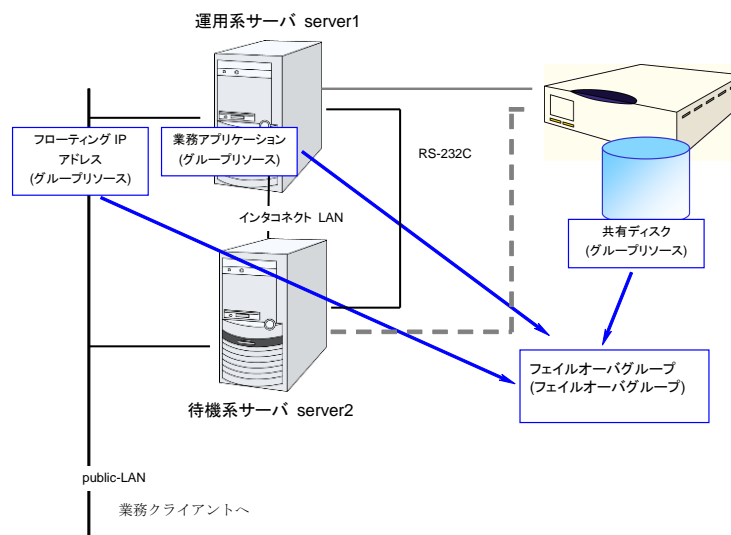 運用系サーバ server1
フローティング IP
アドレス
(グループリソース)
業務アプリケーション
(グループリソース)
RS-232C
インタコネクト LAN
共有ディスク
(グループリソース)
フェイルオーバグループ
(フェイルオーバグループ)
待機系サーバ server2
public-LAN
業務クライアントへ